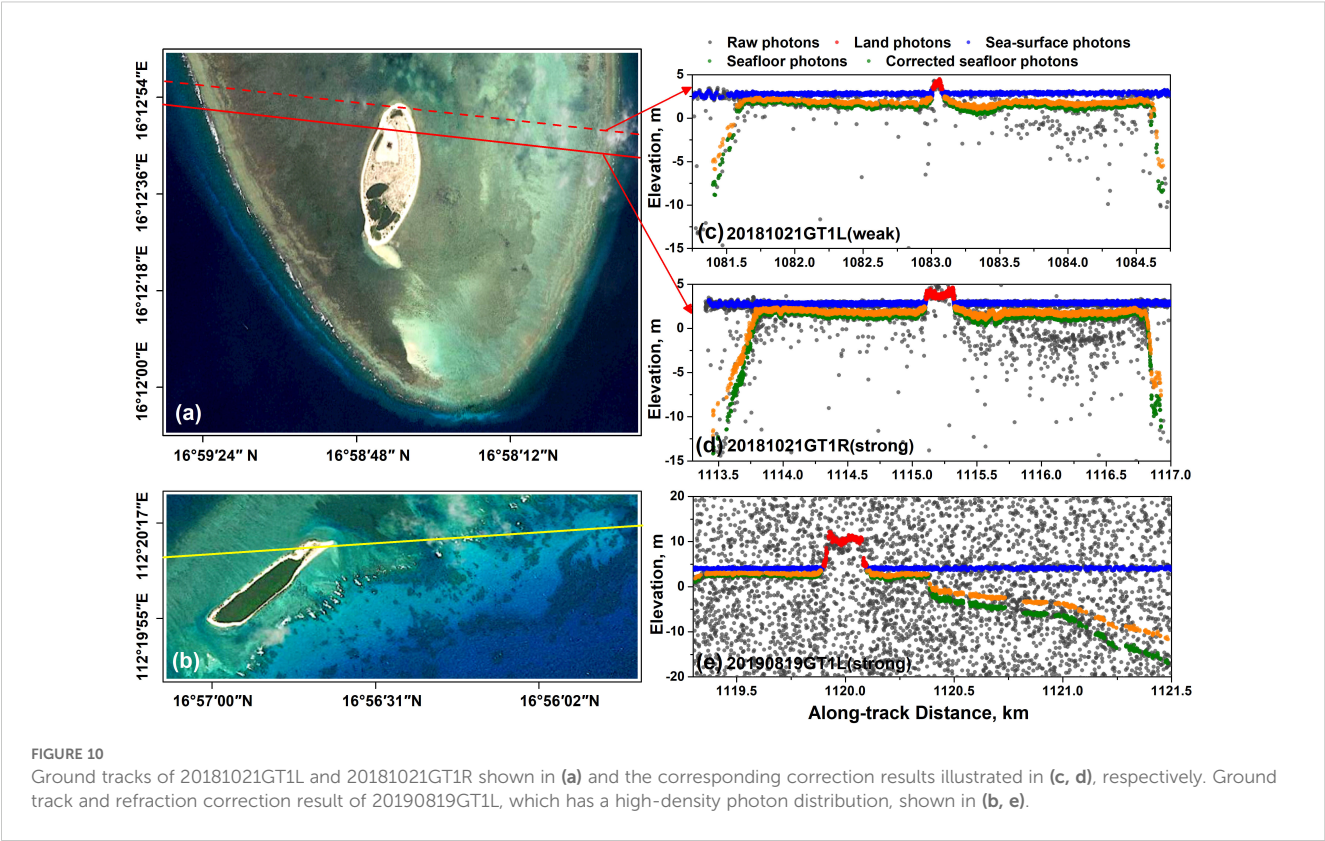 Raw photons Land photons Sea-surface photons
Seafloor photons Corrected seafloor photons
16°12′54″E
16°12′36″E
16°12′18″E
16°12′00″E
(a)
16°59′24″ N 16°58′48″ N 16°58′12″N
Elevation, m
5
0
-5
-10
-15
(c) 20181021GT1L(weak)
1081.5 1082.0 1082.5 1083.0 1083.5 1084.0 1084.5
Elevation, m
5
0
-5
-10
-15
(d) 20181021GT1R(strong)
1113.5 1114.0 1114.5 1115.0 1115.5 1116.0 1116.5 1117.0
112°20′17″E
112°19′55″E
(b)
16°57′00″N 16°56′31″N 16°56′02″N
Elevation, m
20
10
0
-10
-20
(e) 20190819GT1L(strong)
1119.5 1120.0 1120.5 1121.0 1121.5
Along-track Distance, km
FIGURE 10
Ground tracks of 20181021GT1L and 20181021GT1R shown in (a) and the corresponding correction results illustrated in (c, d), respectively. Ground
track and refraction correction result of 20190819GT1L, which has a high-density photon distribution, shown in (b, e).